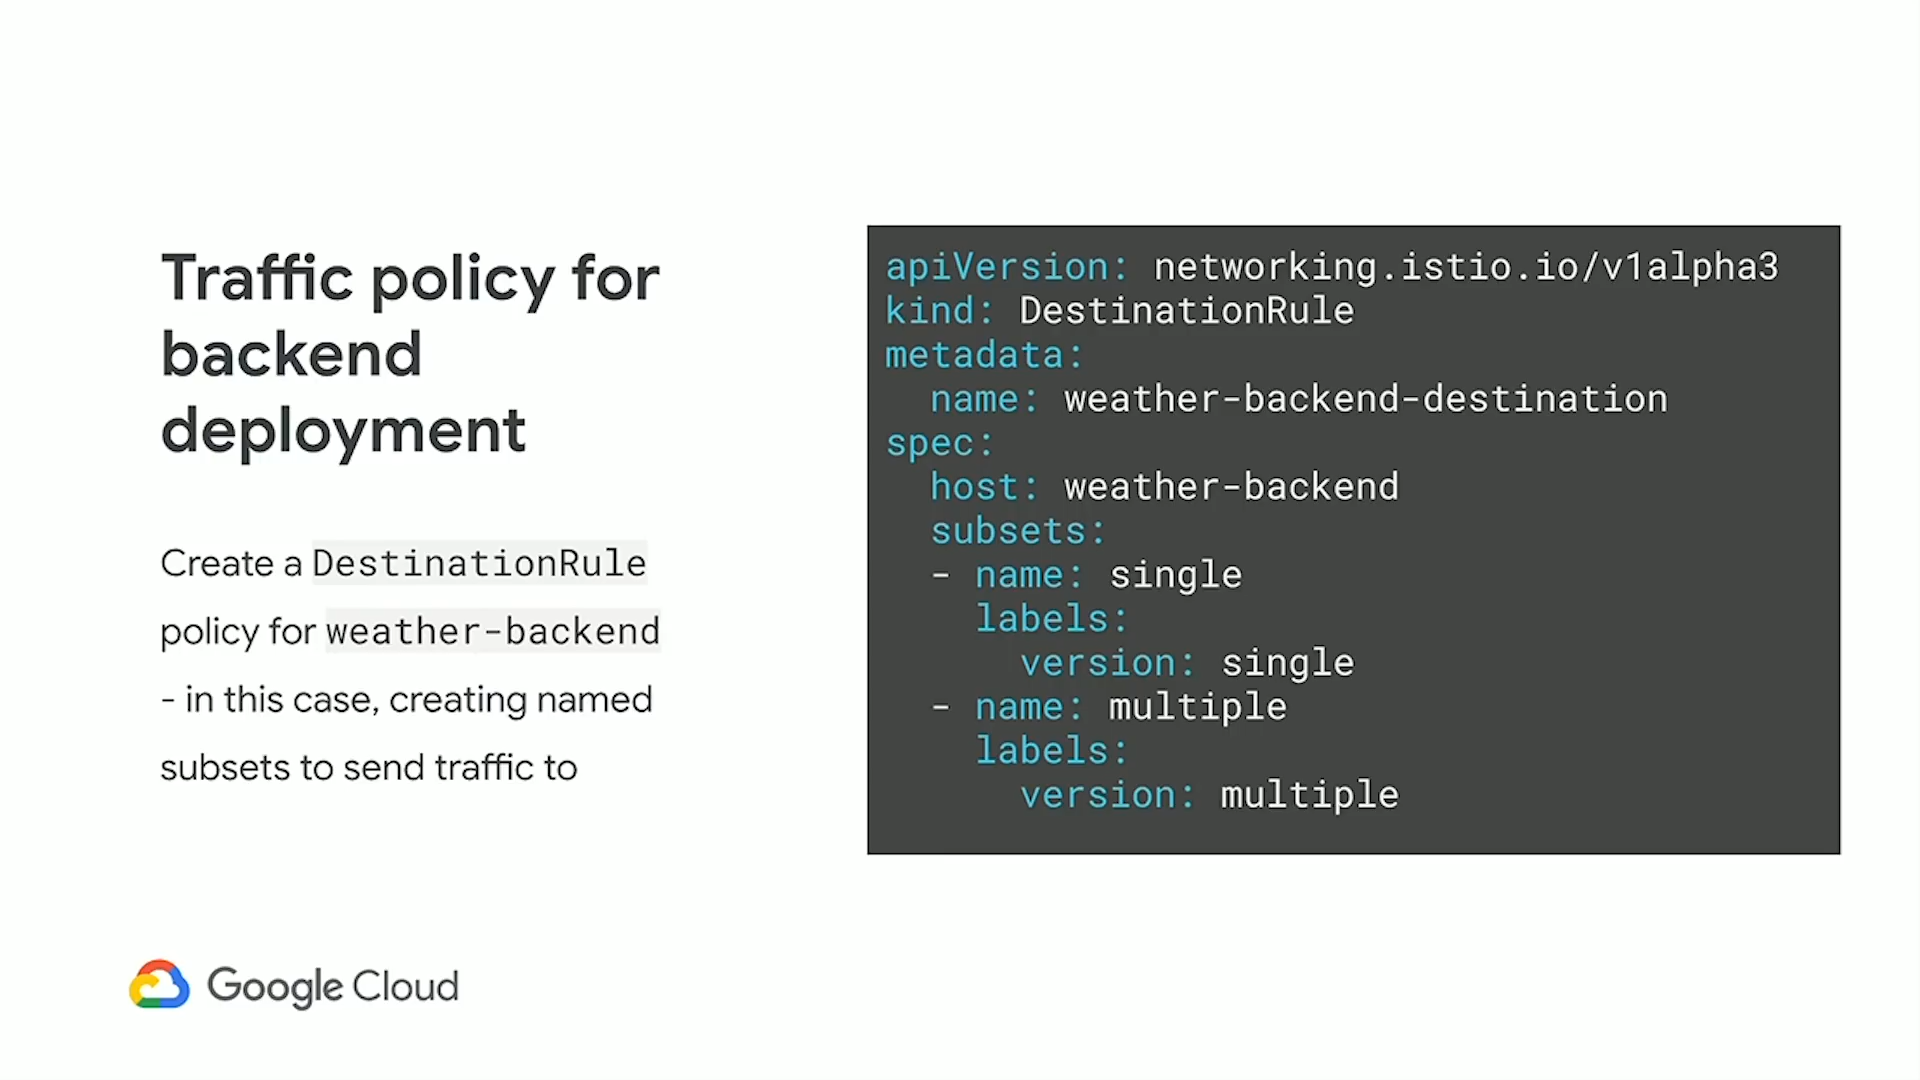 Traffic policy for
backend
deployment
Create a DestinationRule
policy for weather-backend
- in this case, creating named
subsets to send traffic to
apiVersion: networking.istio.io/v1alpha3
kind: DestinationRule
metadata:
  name: weather-backend-destination
spec:
  host: weather-backend
  subsets:
  - name: single
    labels:
      version: single
  - name: multiple
    labels:
      version: multiple
Google Cloud